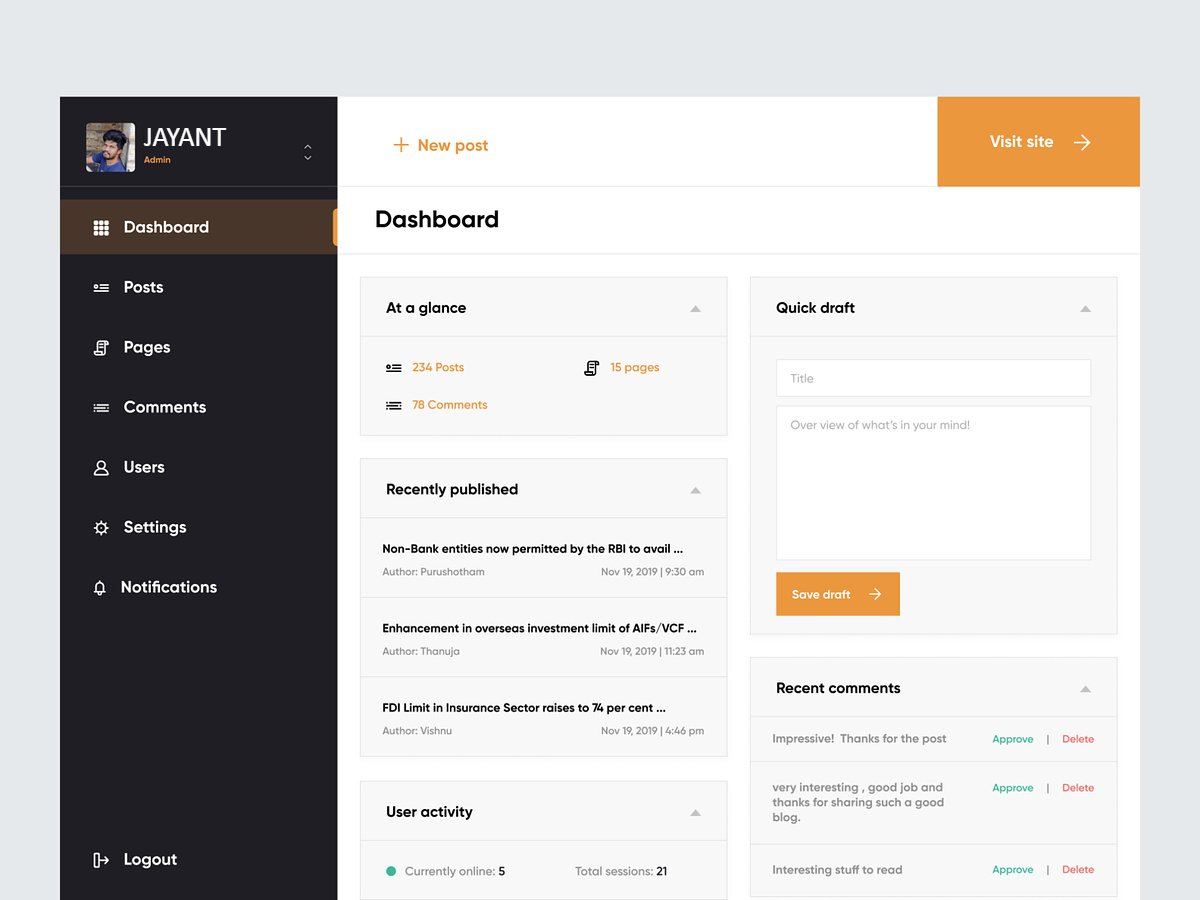 JAYANT
Admin
Dashboard
Posts
Pages
Comments
Users
Settings
Notifications
Logout
New post
Visit site
Dashboard
At a glance
234 Posts
15 pages
78 Comments
Recently published
Non-Bank entities now permitted by the RBI to avail ...
Author: Purushotham
Nov 19, 2019 | 9:30 am
Enhancement in overseas investment limit of AIFs/VCF ...
Author: Thanuja
Nov 19, 2019 | 11:23 am
FDI Limit in Insurance Sector raises to 74 per cent ...
Author: Vishnu
Nov 19, 2019 | 4:46 pm
User activity
Currently online: 5
Total sessions: 21
Quick draft
Title
Over view of what's in your mind!
Save draft
Recent comments
Impressive!  Thanks for the post
Approve | Delete
very interesting , good job and
thanks for sharing such a good
blog.
Approve | Delete
Interesting stuff to read
Approve | Delete